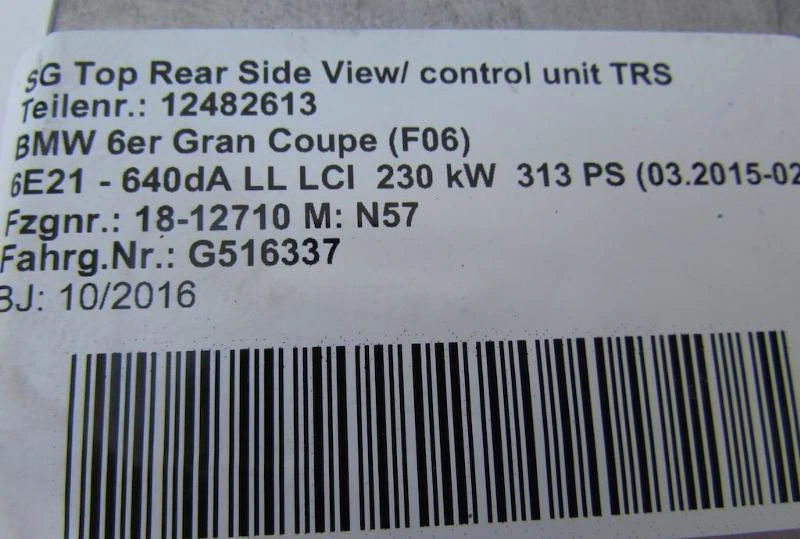 SG Top Rear Side View/ control unit TRS
Teilenr.: 12482613
BMW 6er Gran Coupe (F06)
6E21 - 640dA LL LCI 230 kW 313 PS (03.2015-02
Fzgnr.: 18-12710 M: N57
Fahrg.Nr.: G516337
BJ: 10/2016